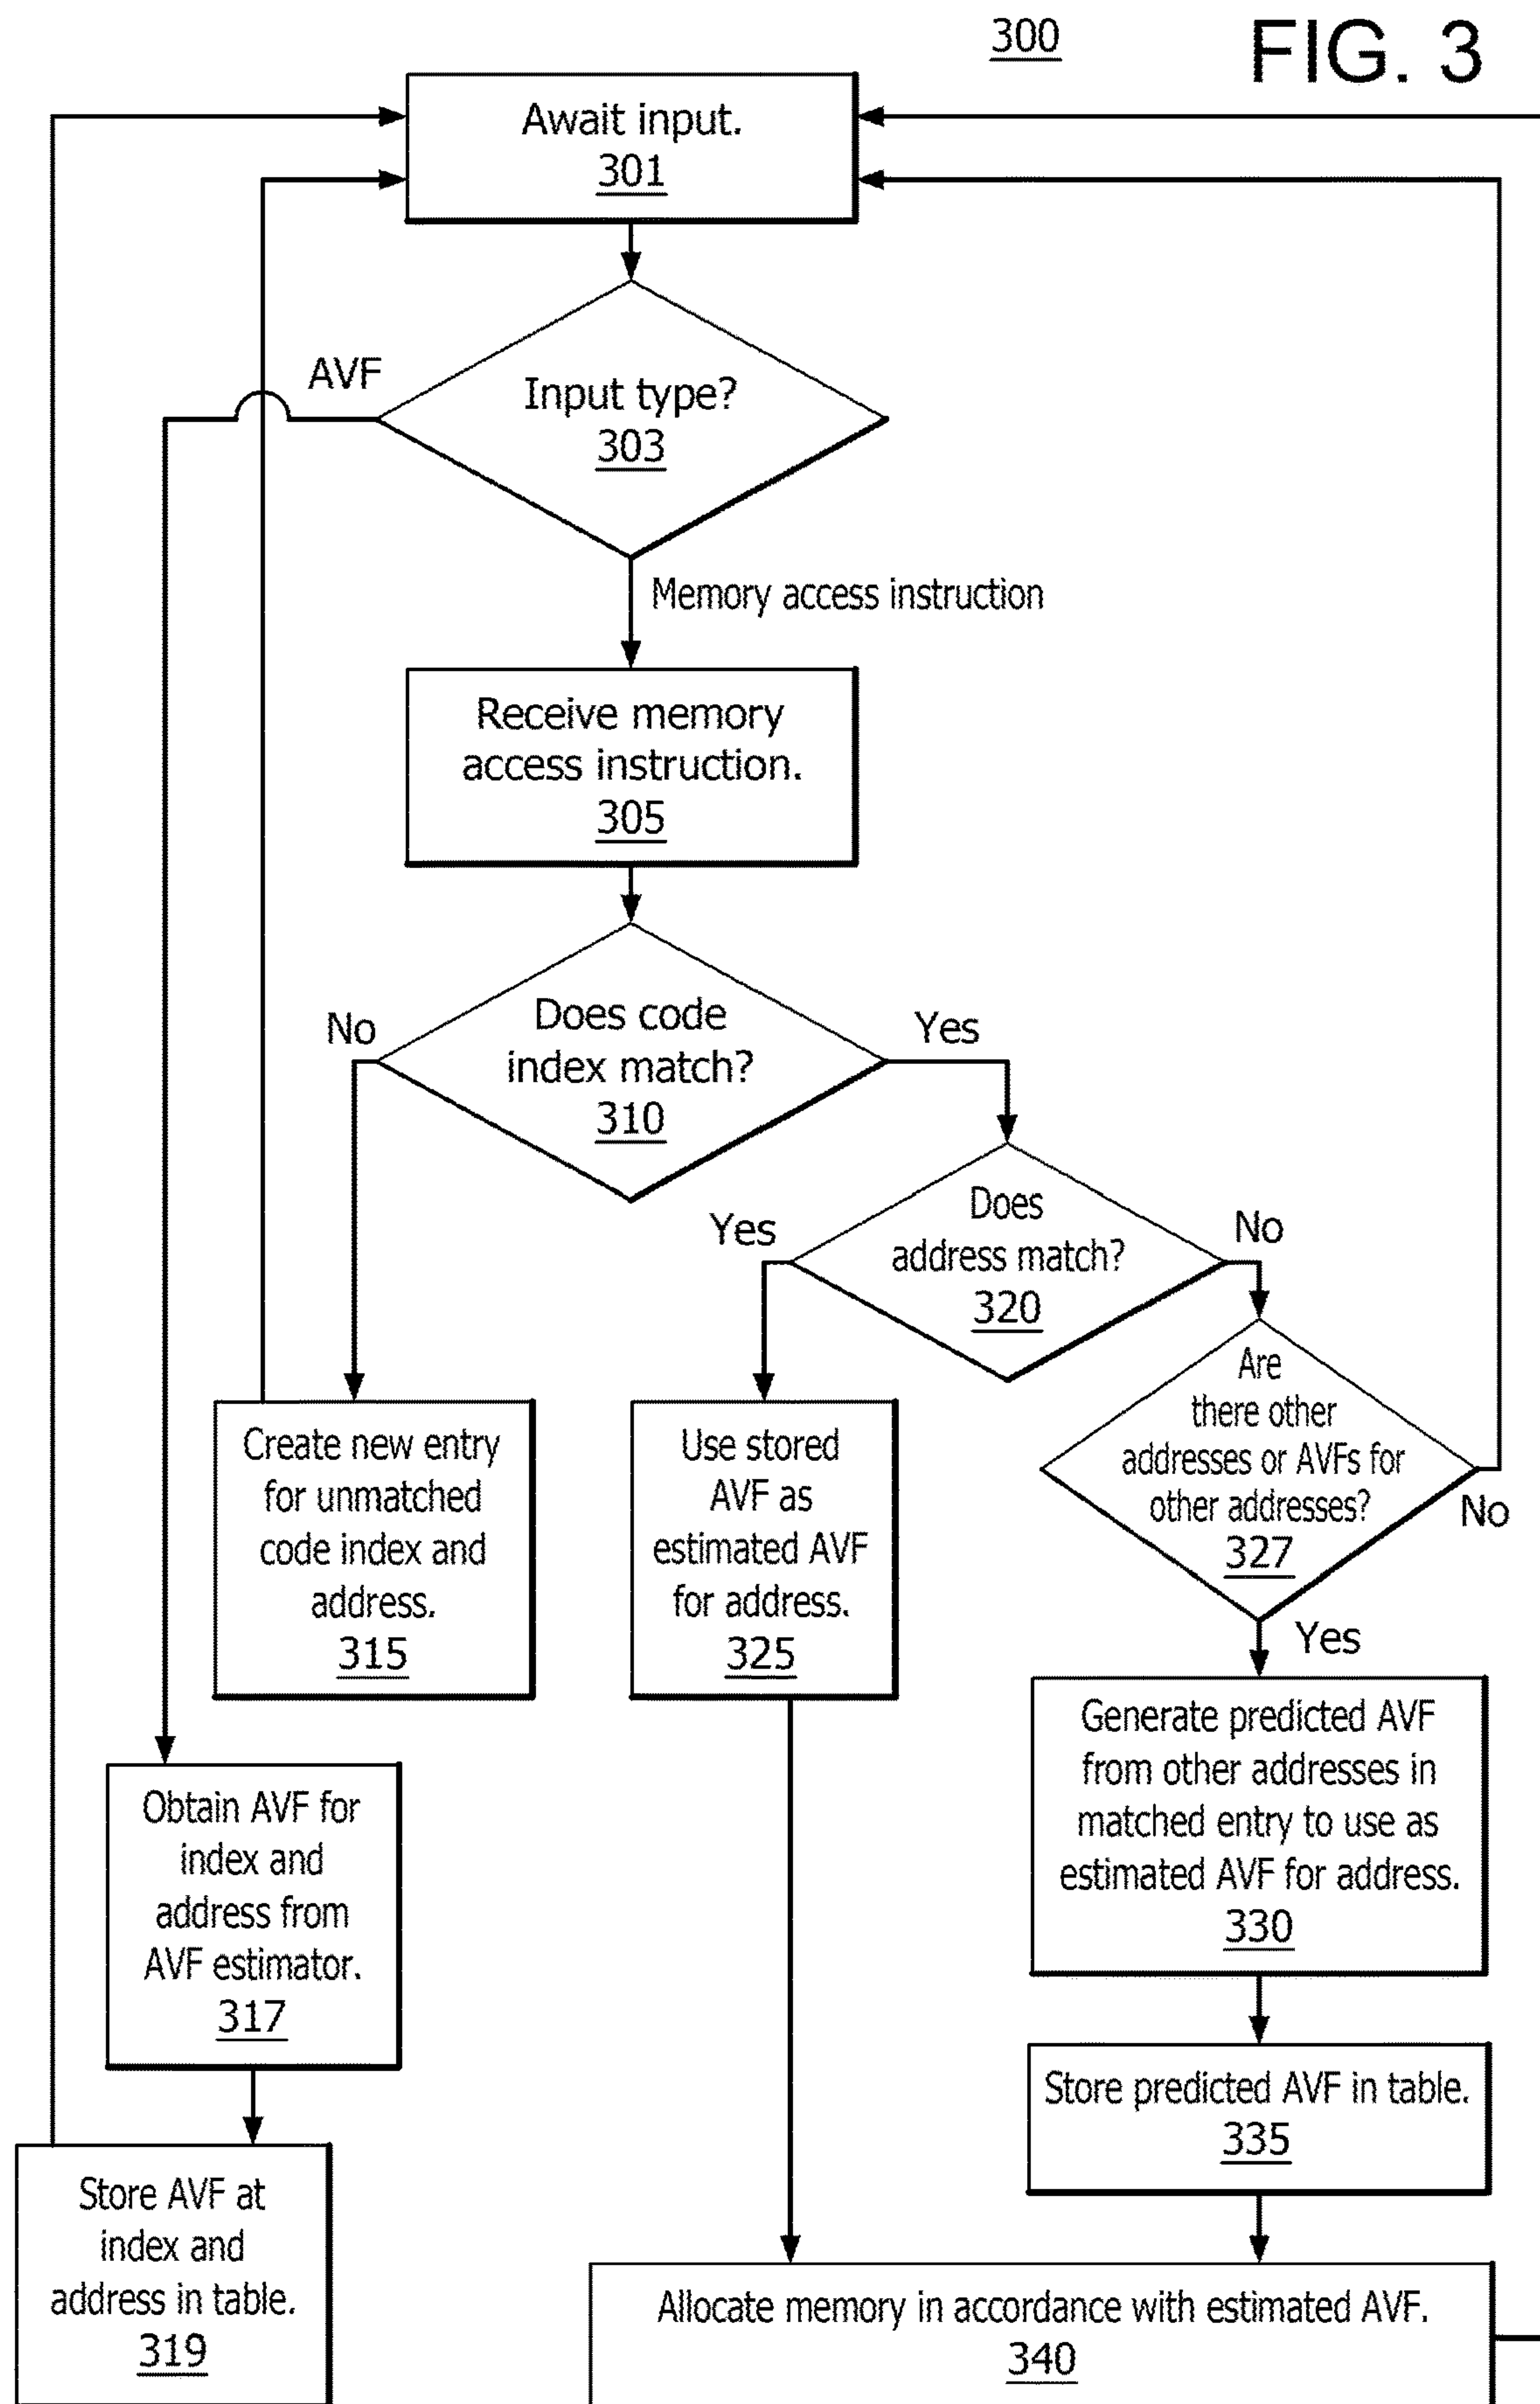 300
FIG. 3
Await input.
301
AVF
Input type?
303
Memory access instruction
Receive memory
access instruction.
305
No
Does code
index match?
310
Yes
Yes
Does
address match?
320
No
Are
there other
addresses or AVFs for
other addresses?
327
No
Yes
Create new entry
for unmatched
code index and
address.
315
Use stored
AVF as
estimated AVF
for address.
325
Generate predicted AVF
from other addresses in
matched entry to use as
estimated AVF for address.
330
Obtain AVF for
index and
address from
AVF estimator.
317
Store predicted AVF in table.
335
Store AVF at
index and
address in table.
319
Allocate memory in accordance with estimated AVF.
340